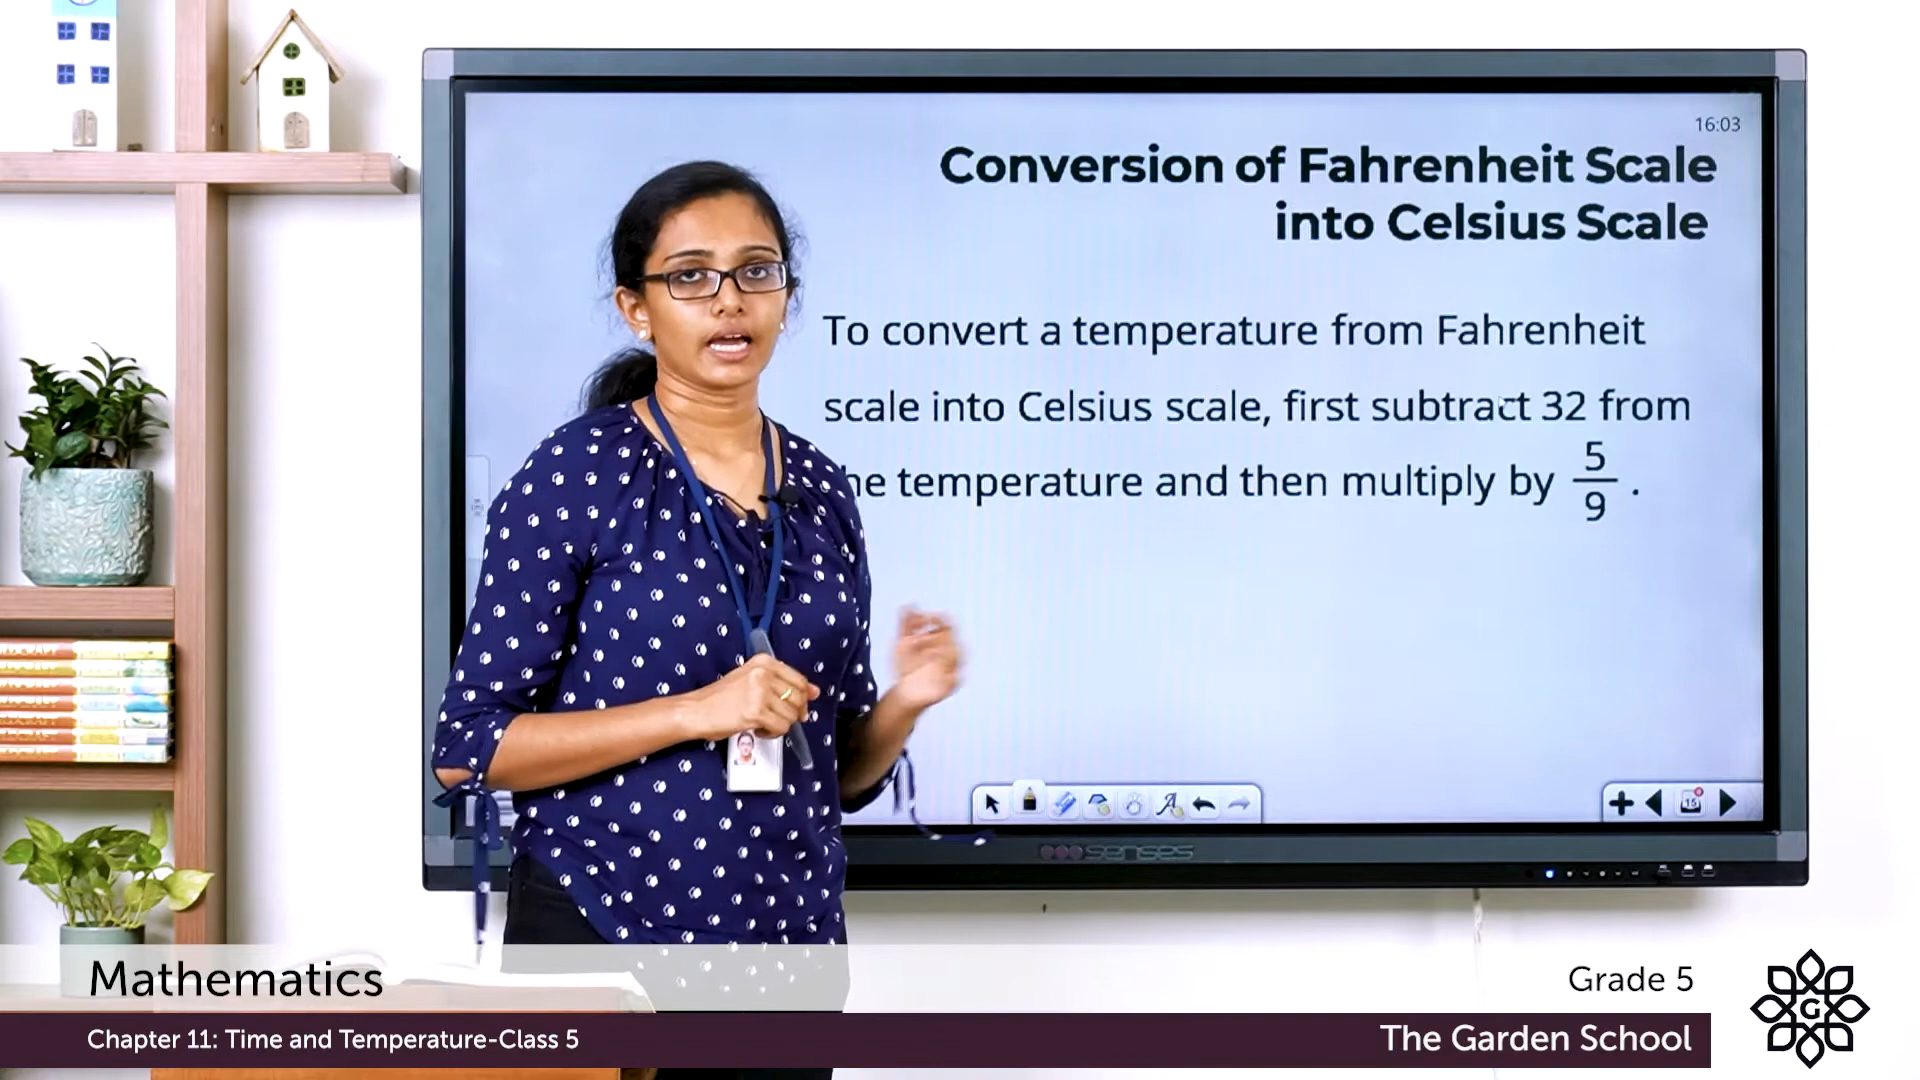 16:03
Conversion of Fahrenheit Scale
into Celsius Scale
To convert a temperature from Fahrenheit
scale into Celsius scale, first subtract 32 from
he temperature and then multiply by 5/9 .
15
senses
Mathematics
Grade 5
Chapter 11: Time and Temperature-Class 5
The Garden School
G